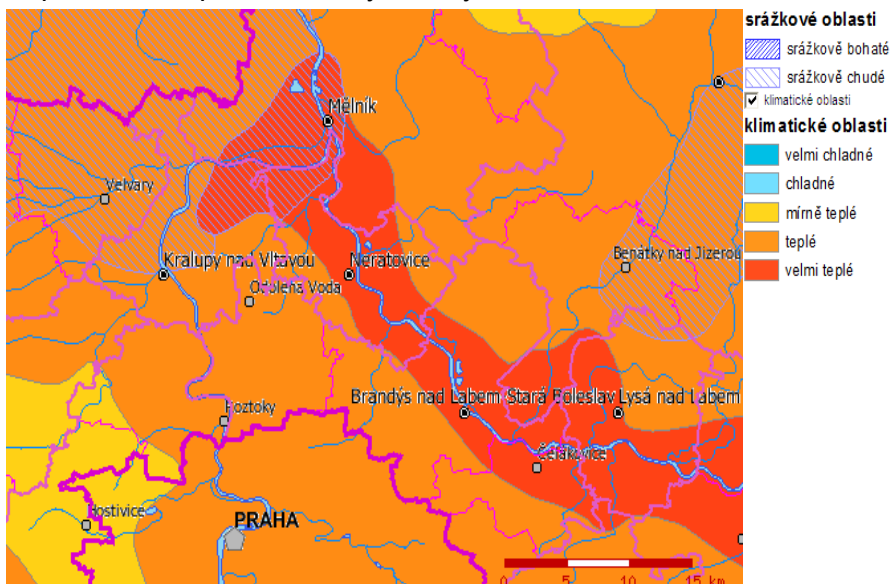 srážkové oblasti
srážkově bohaté
srážkově chudé
klimatické oblasti
klimatické oblasti
velmi chladné
chladné
mírně teplé
teplé
velmi teplé
Mělník
Velvary
Kralupy nad Vltavou
Neratovice
Odolena Voda
Benátky nad Jizerou
Brandýs nad Labem Stará Boleslav
Lysá nad Labem
Roztoky
Čelákovice
Hostivice
PRAHA
0 5 10 15 km